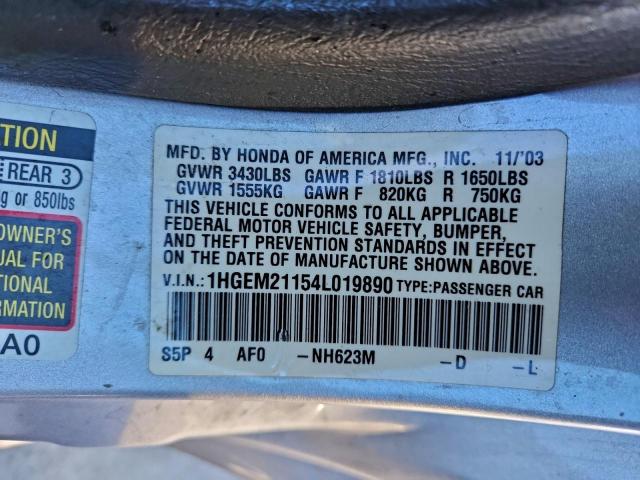 TION
REAR 3
g or 850lbs
OWNER'S
UAL FOR
TIONAL
RMATION
A0
MFD. BY HONDA OF AMERICA MFG., INC. 11/'03
GVWR 3430LBS GAWR F 1810LBS R 1650LBS
GVWR 1555KG GAWR F 820KG R 750KG
THIS VEHICLE CONFORMS TO ALL APPLICABLE
FEDERAL MOTOR VEHICLE SAFETY, BUMPER,
AND THEFT PREVENTION STANDARDS IN EFFECT
ON THE DATE OF MANUFACTURE SHOWN ABOVE.
V.I.N.: 1HGEM21154L019890 TYPE:PASSENGER CAR
S5P 4 AF0 -NH623M -D -L